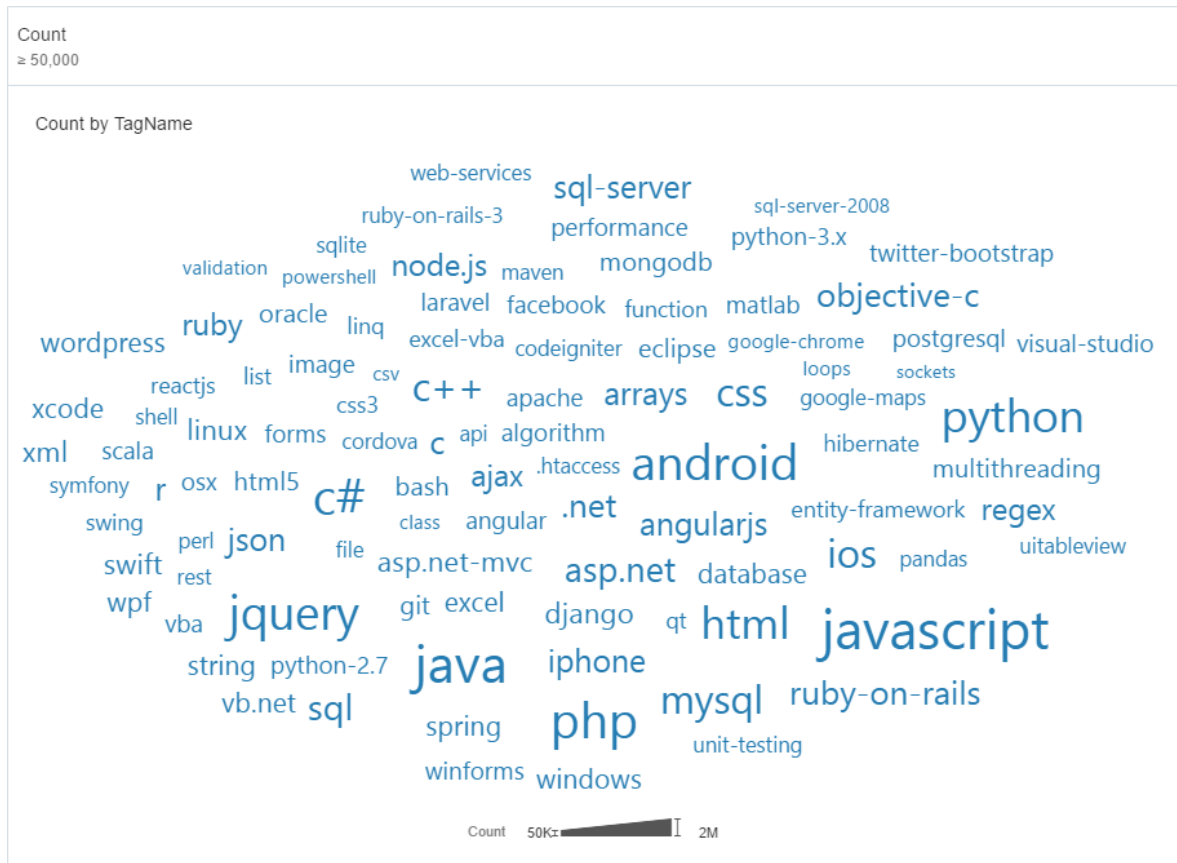 Count
≥ 50,000
Count by TagName
web-services
sql-server
sql-server-2008
ruby-on-rails-3
performance
python-3.x
sqlite
twitter-bootstrap
validation
powershell
node.js
maven
mongodb
laravel
facebook
function
matlab
objective-c
wordpress
ruby
oracle
linq
excel-vba
codeigniter
eclipse
google-chrome
postgresql
visual-studio
reactjs
list
image
csv
c++
apache
arrays
css
loops
sockets
google-maps
xcode
shell
css3
python
linux
forms
cordova
c
api
algorithm
hibernate
xml
scala
.htaccess
android
multithreading
symfony
r
osx
html5
c#
bash
ajax
.net
entity-framework
regex
swing
class
angular
angularjs
perl
json
file
asp.net-mvc
asp.net
database
ios
pandas
uitableview
swift
rest
wpf
vba
jquery
git
excel
django
qt
html
javascript
string
python-2.7
java
iphone
vb.net
sql
spring
php
mysql
ruby-on-rails
unit-testing
winforms
windows
Count 50K 2M